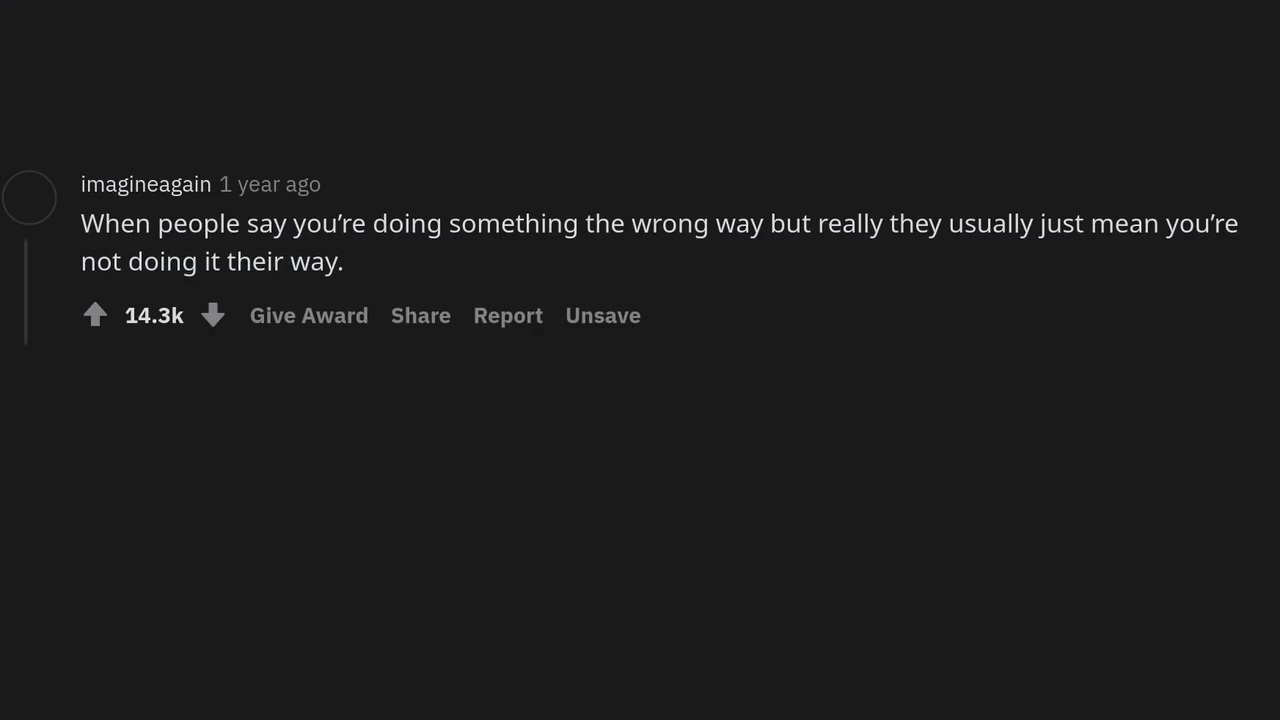 imagineagain 1 year ago
When people say you’re doing something the wrong way but really they usually just mean you’re
not doing it their way.
14.3k Give Award Share Report Unsave